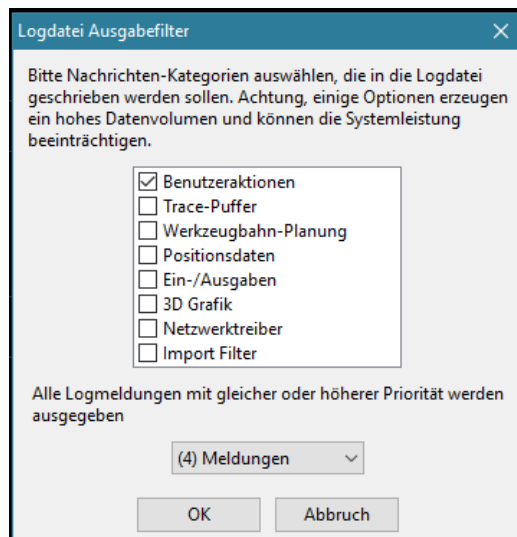 Logdatei Ausgabefilter
Bitte Nachrichten-Kategorien auswählen, die in die Logdatei
geschrieben werden sollen. Achtung, einige Optionen erzeugen
ein hohes Datenvolumen und können die Systemleistung
beeinträchtigen.
Benutzeraktionen
Trace-Puffer
Werkzeugbahn-Planung
Positionsdaten
Ein-/Ausgaben
3D Grafik
Netzwerktreiber
Import Filter
Alle Logmeldungen mit gleicher oder höherer Priorität werden
ausgegeben
(4) Meldungen
OK Abbruch